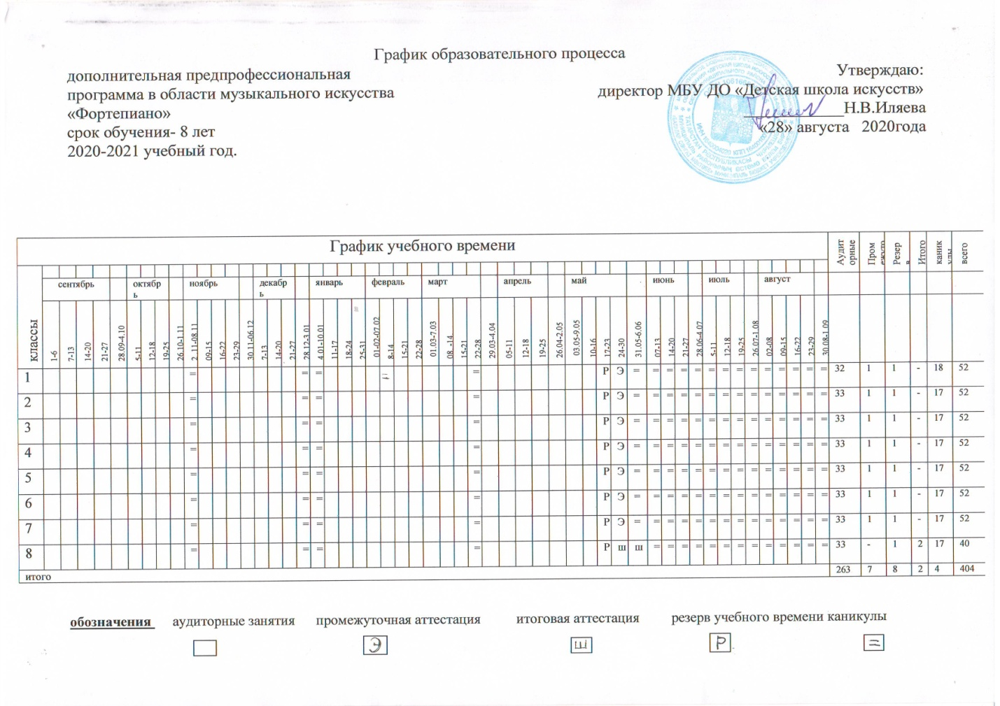 График образовательного процесса
дополнительная предпрофессиональная
программа в области музыкального искусства
«Фортепиано»
срок обучения- 8 лет
2020-2021 учебный год.
Утверждаю:
директор МБУ ДО «Детская школа искусств»
Н.В.Иляева
«28» августа 2020года
График учебного времени
Аудит орные
Пром
Резер в
Итого
каник улы
всего
классы
сентябрь октябр ь ноябрь декабр ь январь февраль март апрель май июнь июль август
1-6 7-13 14-20 21-27 28.09-4.10 5-11 12-18 19-25 26.10-1.11 2.11-08.11 09-15 16-22 23-29 30.11-06.12 7-13 14-20 21-27 28.12-3.01 4.01-10.01 11-17 18-24 25-31 01-02-07.02 8-14 15-21 22-28 01.03-7.03 08.-14 15-21 22-28 29.03-4.04 05-11 12-18 19-25 26.04-2.05 03.05-9.05 10-16 17-23 24-30 31.05-6.06 07-13 14-20 21-27 28.06-4.07 5-11 12-18 19-25 26.07-1.08 02-08 09-15 16-22 23-29 30.08-1.09
1 = = = = = Р Э = = = = = = = = = = = = = = 32 1 1 - 18 52
2 = = = = Р Э = = = = = = = = = = = = = = 33 1 1 - 17 52
3 = = = = Р Э = = = = = = = = = = = = = = 33 1 1 - 17 52
4 = = = = Р Э = = = = = = = = = = = = = = 33 1 1 - 17 52
5 = = = = Р Э = = = = = = = = = = = = = = 33 1 1 - 17 52
6 = = = = Р Э = = = = = = = = = = = = = = 33 1 1 - 17 52
7 = = = = Р Э = = = = = = = = = = = = = = 33 1 1 - 17 52
8 = = = = Р ш ш = = = = = = = = = = = = = 33 - 1 2 17 40
итого 263 7 8 2 4 404
обозначения аудиторные занятия промежуточная аттестация итоговая аттестация резерв учебного времени каникулы
Э Ш Р =